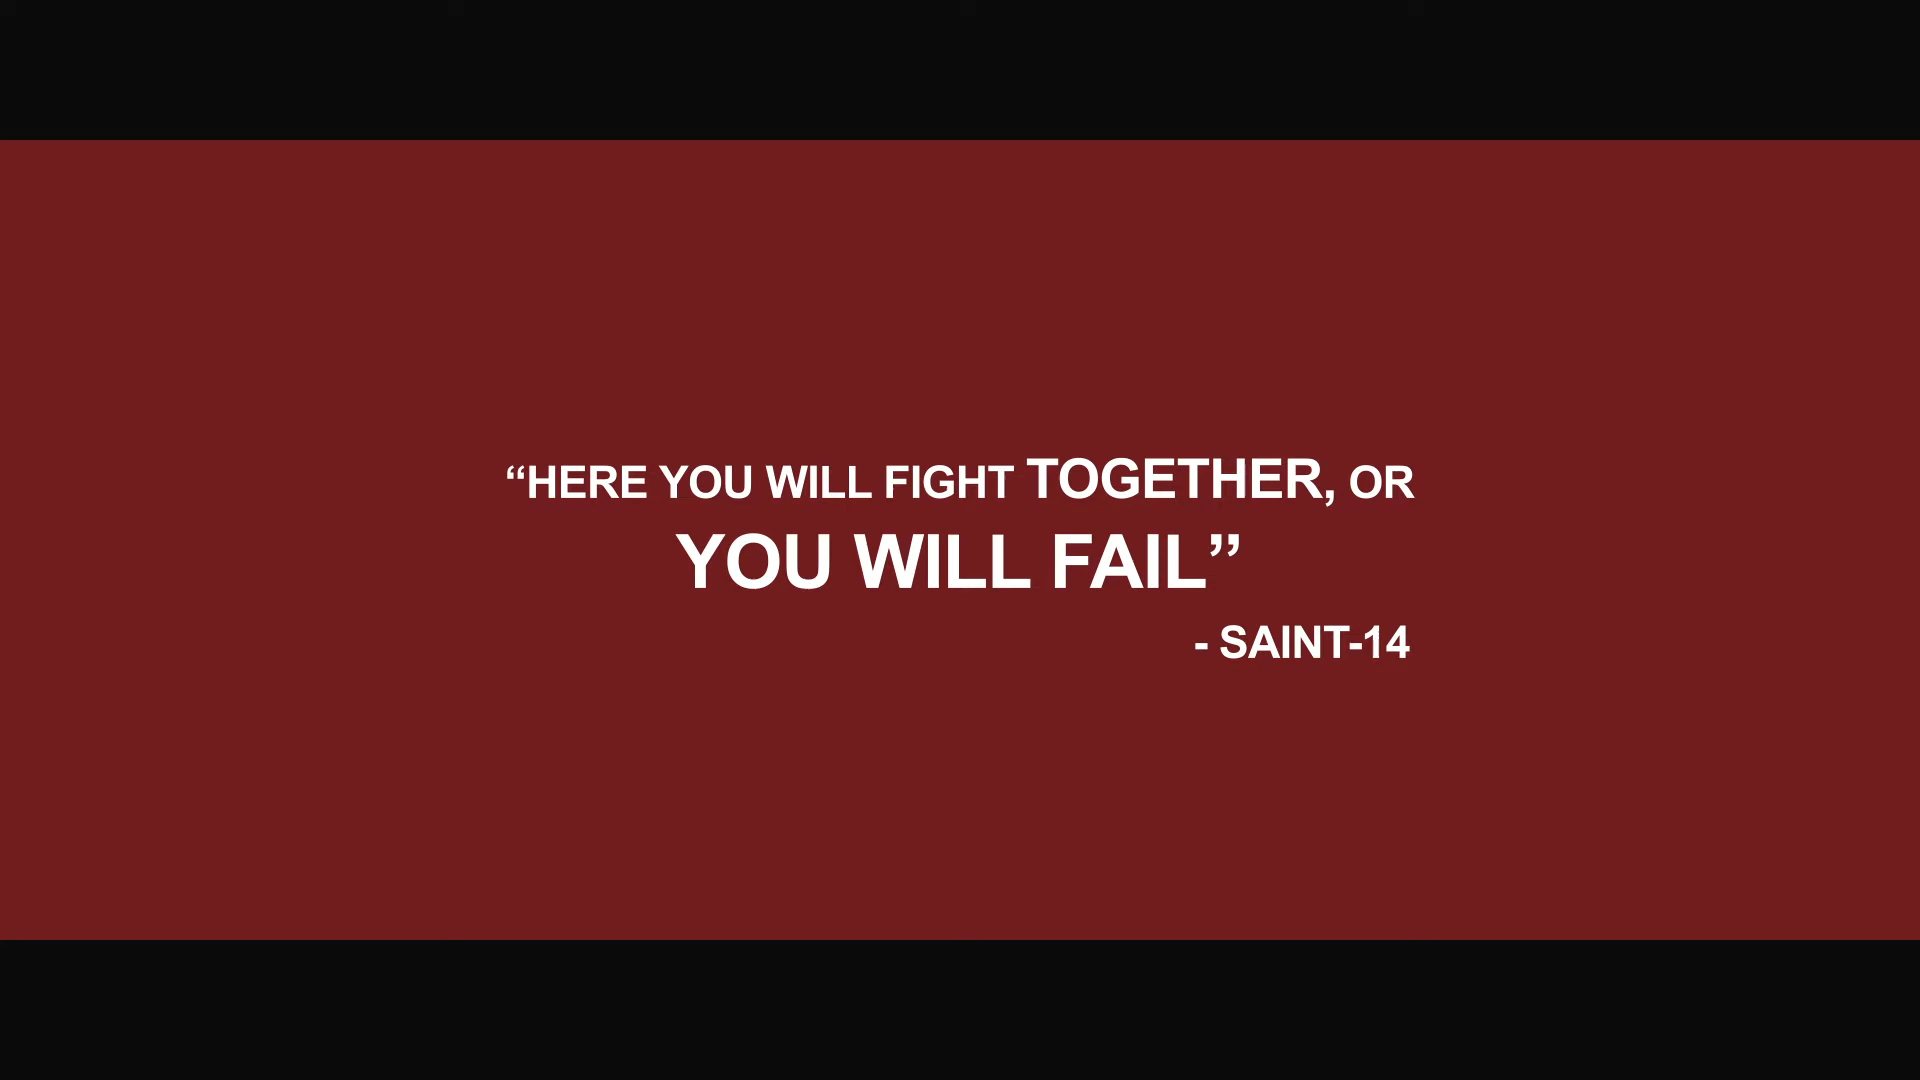 “HERE YOU WILL FIGHT TOGETHER, OR
YOU WILL FAIL”
- SAINT-14